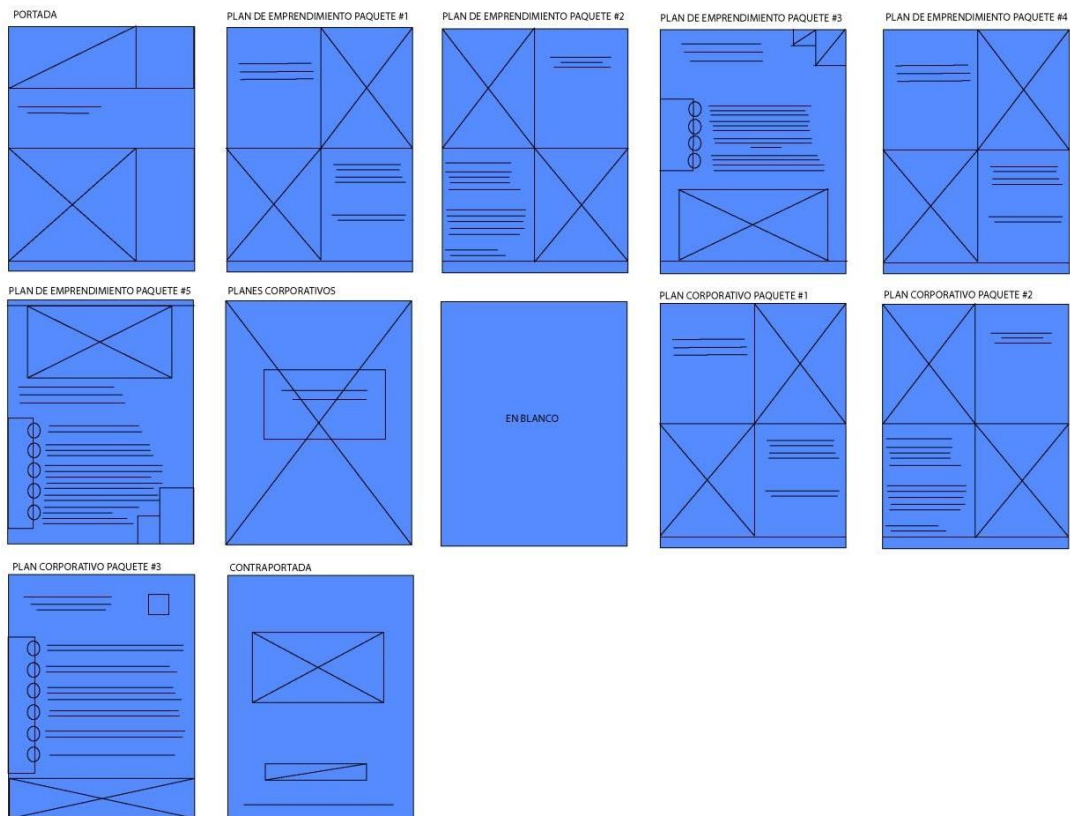 PORTADA
PLAN DE EMPRENDIMIENTO PAQUETE #1
PLAN DE EMPRENDIMIENTO PAQUETE #2
PLAN DE EMPRENDIMIENTO PAQUETE #3
PLAN DE EMPRENDIMIENTO PAQUETE #4
PLAN DE EMPRENDIMIENTO PAQUETE #5
PLANES CORPORATIVOS
EN BLANCO
PLAN CORPORATIVO PAQUETE #1
PLAN CORPORATIVO PAQUETE #2
PLAN CORPORATIVO PAQUETE #3
CONTRAPORTADA